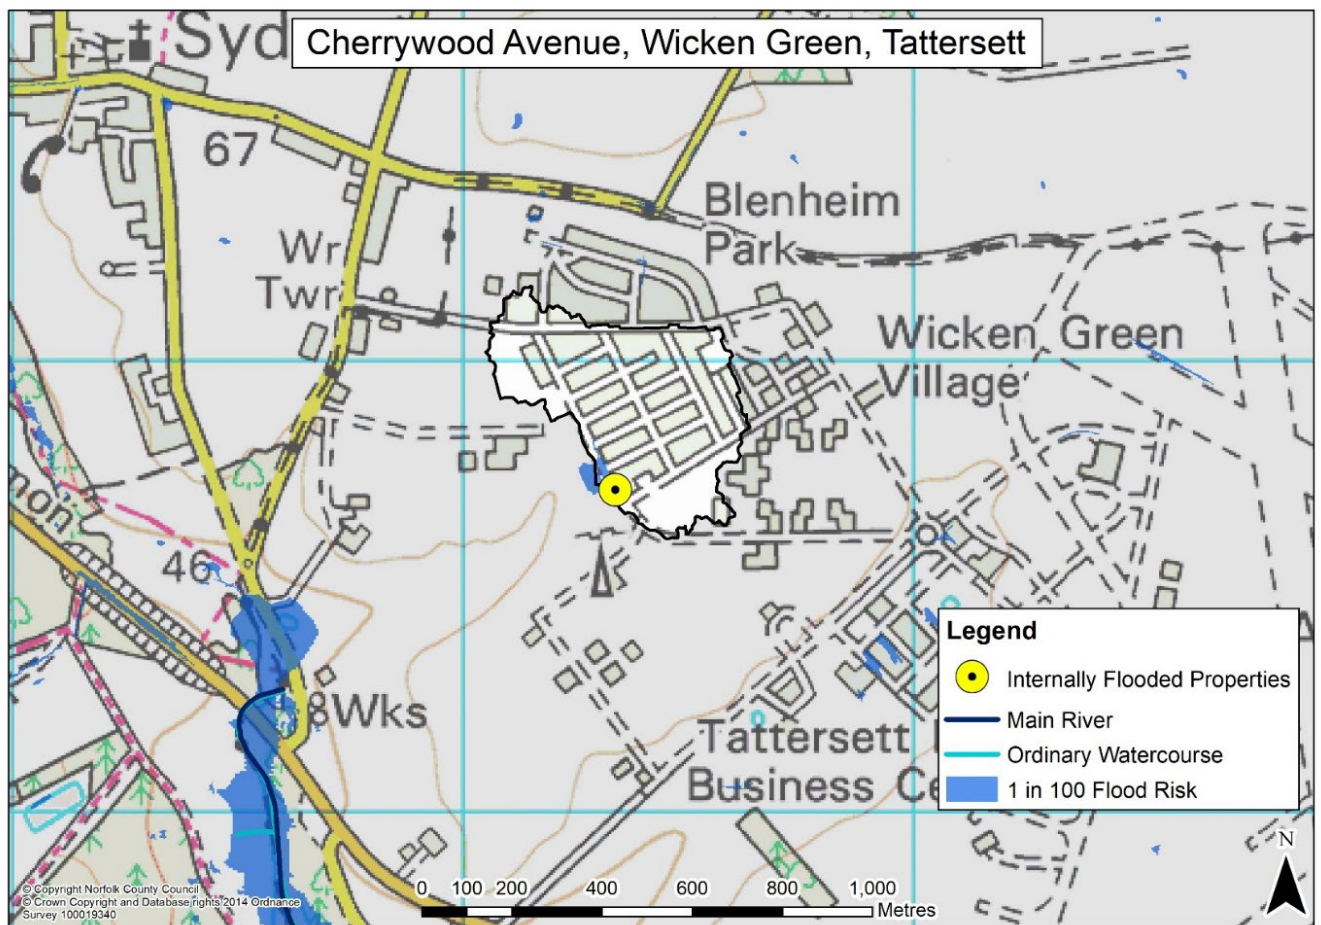 Cherrywood Avenue, Wicken Green, Tattersett
Syd
67
Blenheim
Park
Wr
Twr
Wicken Green
Village
non
46
Wks
Tattersett
Business Ce
Legend
Internally Flooded Properties
Main River
Ordinary Watercourse
1 in 100 Flood Risk
N
0 100 200 400 600 800 1,000
Metres
© Copyright Norfolk County Council
© Crown Copyright and Database rights 2014 Ordnance
Survey 100019340